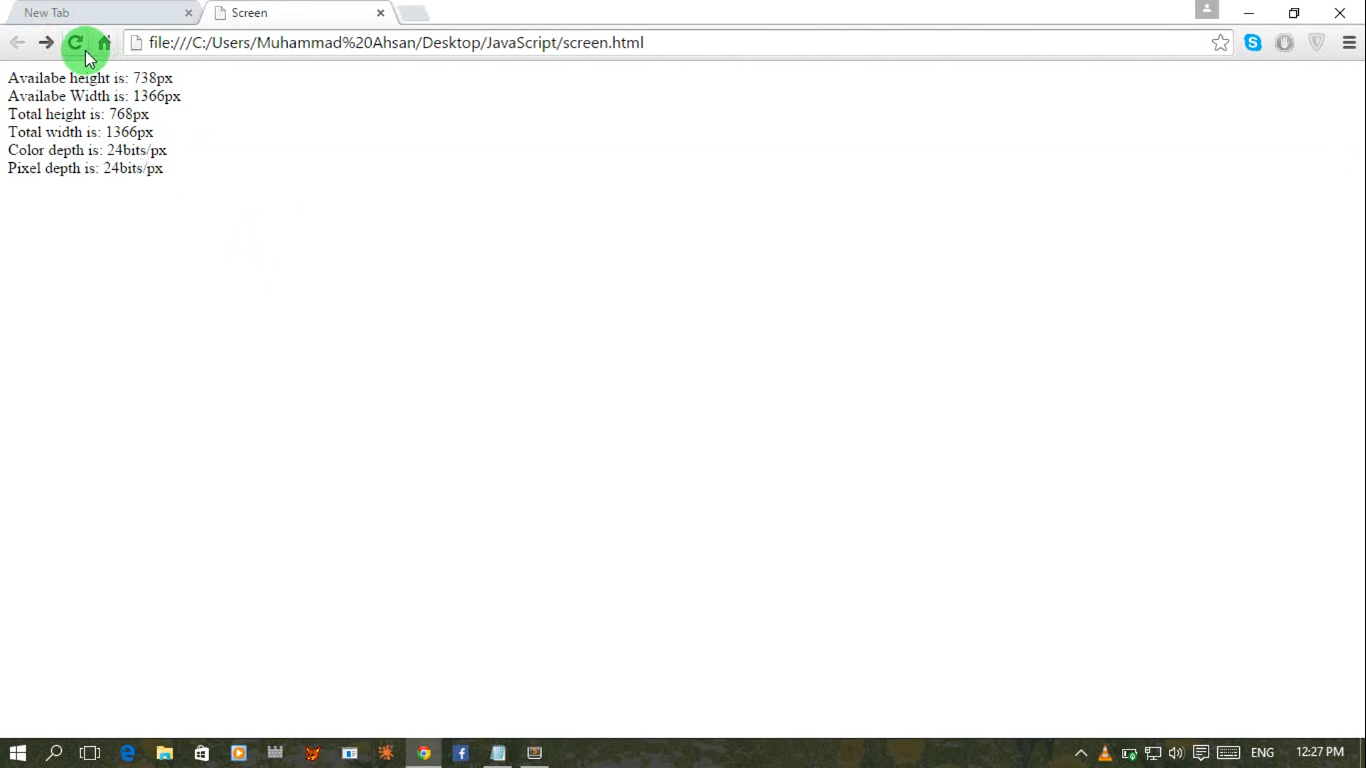 New Tab
Screen
file:///C:/Users/Muhammad%20Ahsan/Desktop/JavaScript/screen.html
Availabe height is: 738px
Availabe Width is: 1366px
Total height is: 768px
Total width is: 1366px
Color depth is: 24bits/px
Pixel depth is: 24bits/px
ENG
12:27 PM